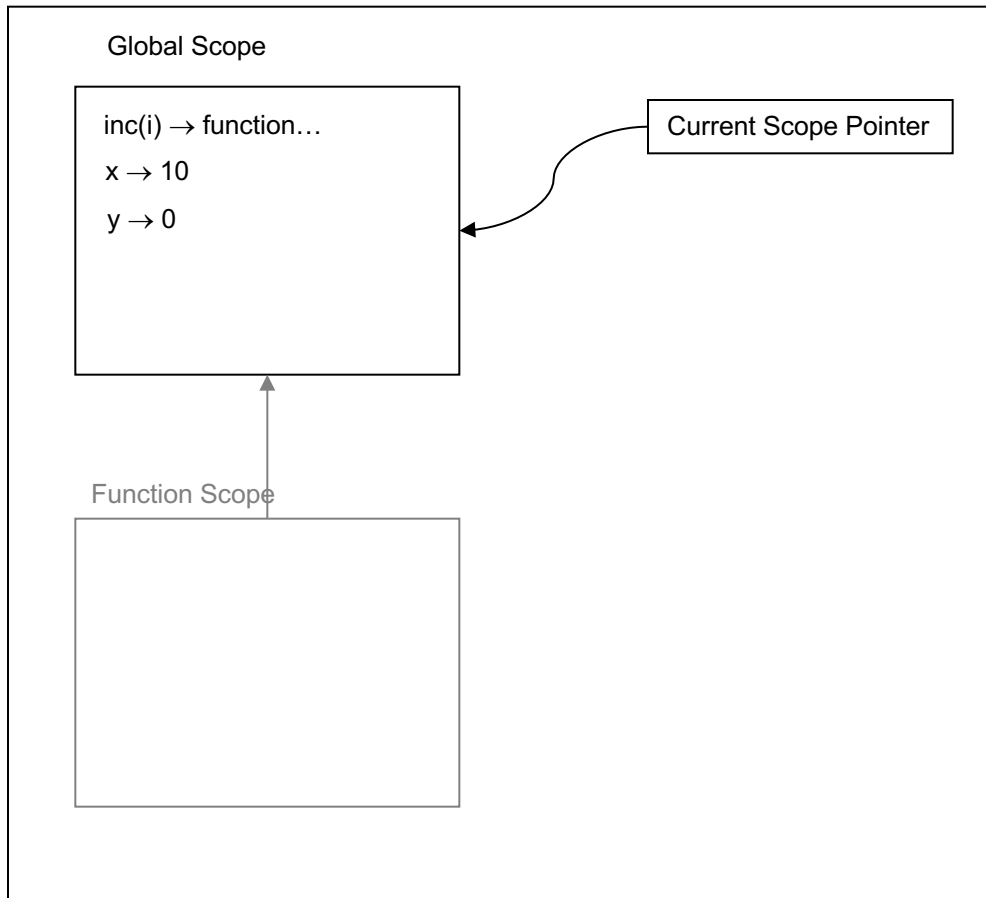 Global Scope
inc(i) → function…
x → 10
y → 0
Current Scope Pointer
Function Scope